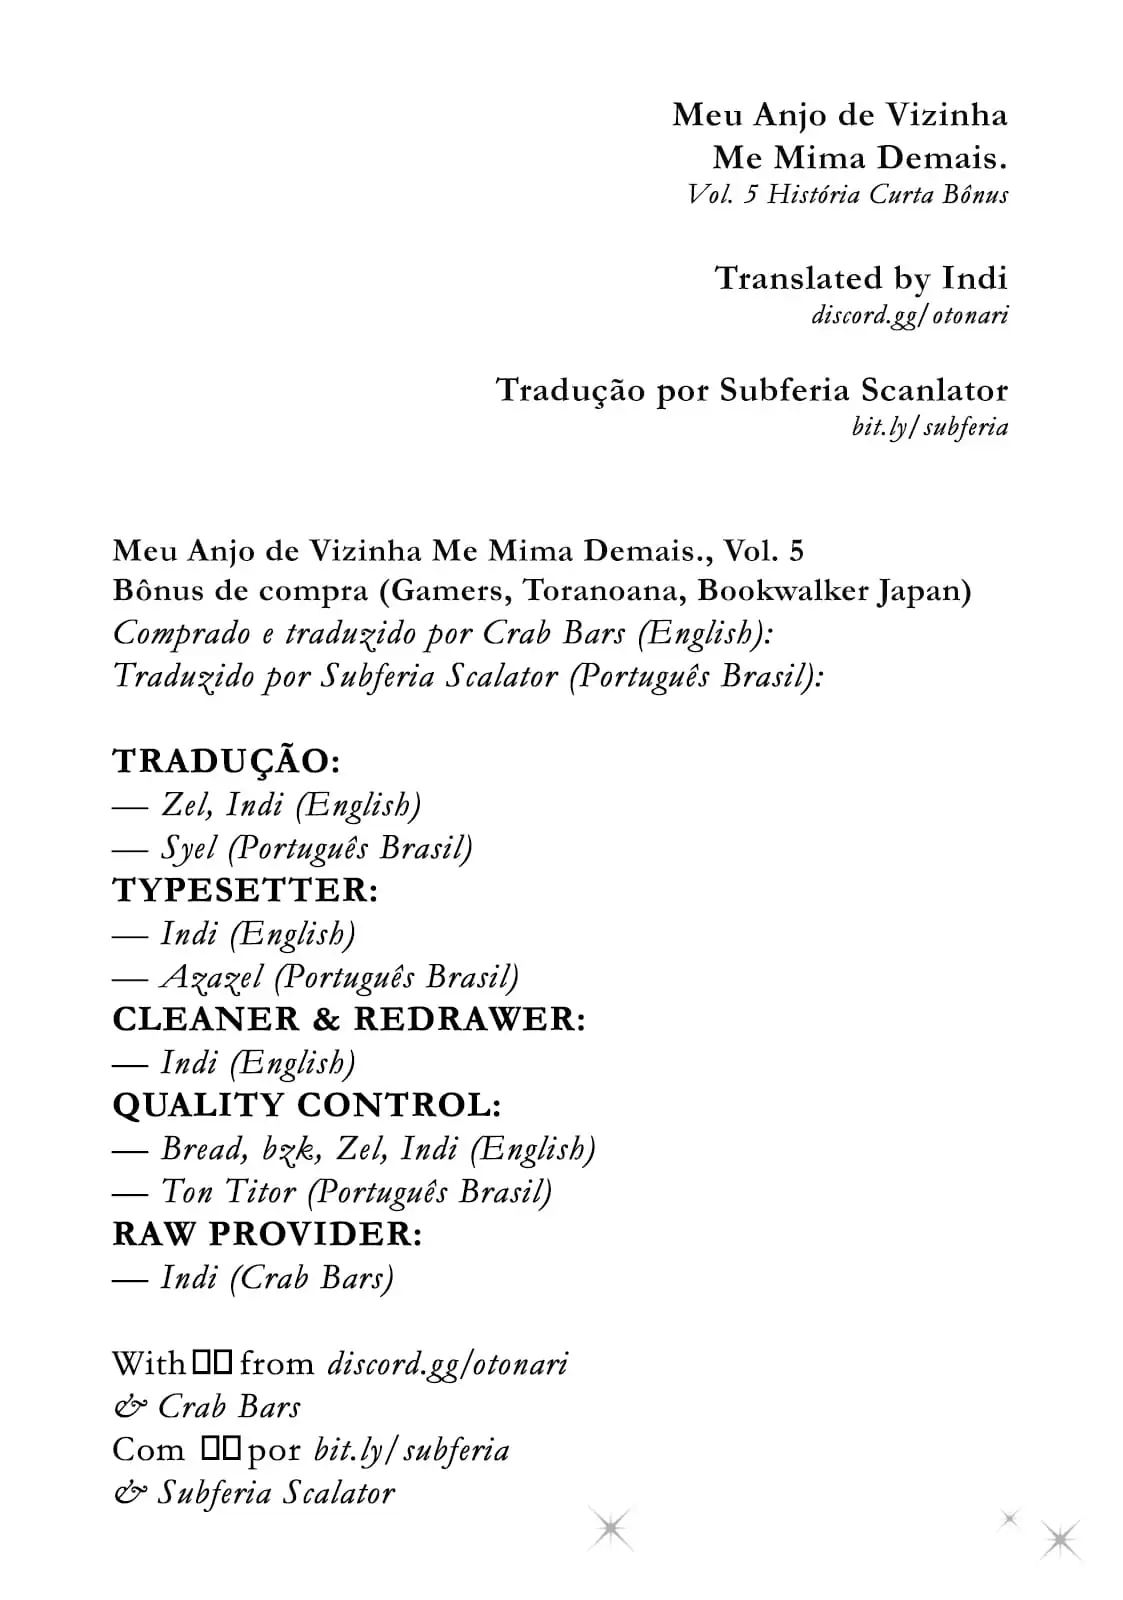 Meu Anjo de Vizinha
Me Mima Demais.
Vol. 5 História Curta Bônus
Translated by Indi
discord.gg/otonari
Tradução por Subferia Scanlator
bit.ly/subferia
Meu Anjo de Vizinha Me Mima Demais., Vol. 5
Bônus de compra (Gamers, Toranoana, Bookwalker Japan)
Comprado e traduzido por Crab Bars (English):
Traduzido por Subferia Scalator (Português Brasil):
TRADUÇÃO:
— Zel, Indi (English)
— Syel (Português Brasil)
TYPESETTER:
— Indi (English)
— Azazel (Português Brasil)
CLEANER & REDRAWER:
— Indi (English)
QUALITY CONTROL:
— Bread, bzk, Zel, Indi (English)
— Ton Titor (Português Brasil)
RAW PROVIDER:
— Indi (Crab Bars)
With □□ from discord.gg/otonari
& Crab Bars
Com □□ por bit.ly/subferia
& Subferia Scalator